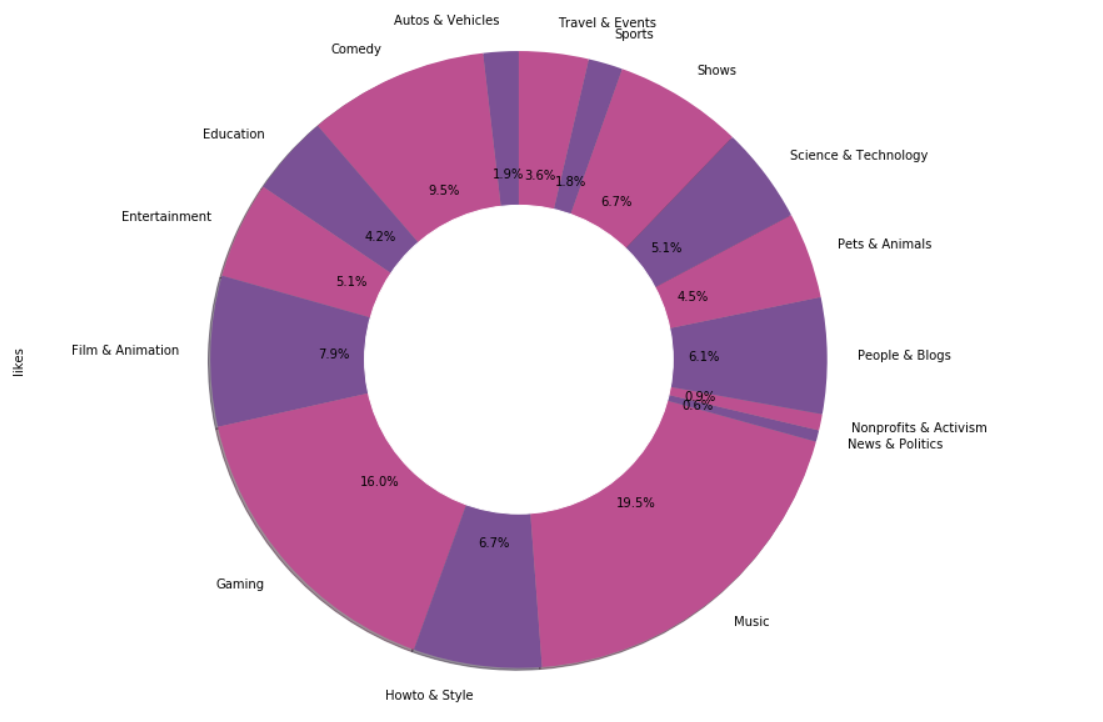 Autos & Vehicles
Travel & Events
Sports
Comedy
Shows
Education
Science & Technology
1.9%
3.6%
1.8%
9.5%
6.7%
Entertainment
4.2%
5.1%
Pets & Animals
5.1%
4.5%
Film & Animation
7.9%
6.1%
People & Blogs
likes
0.9%
0.6%
Nonprofits & Activism
News & Politics
16.0%
19.5%
6.7%
Gaming
Music
Howto & Style